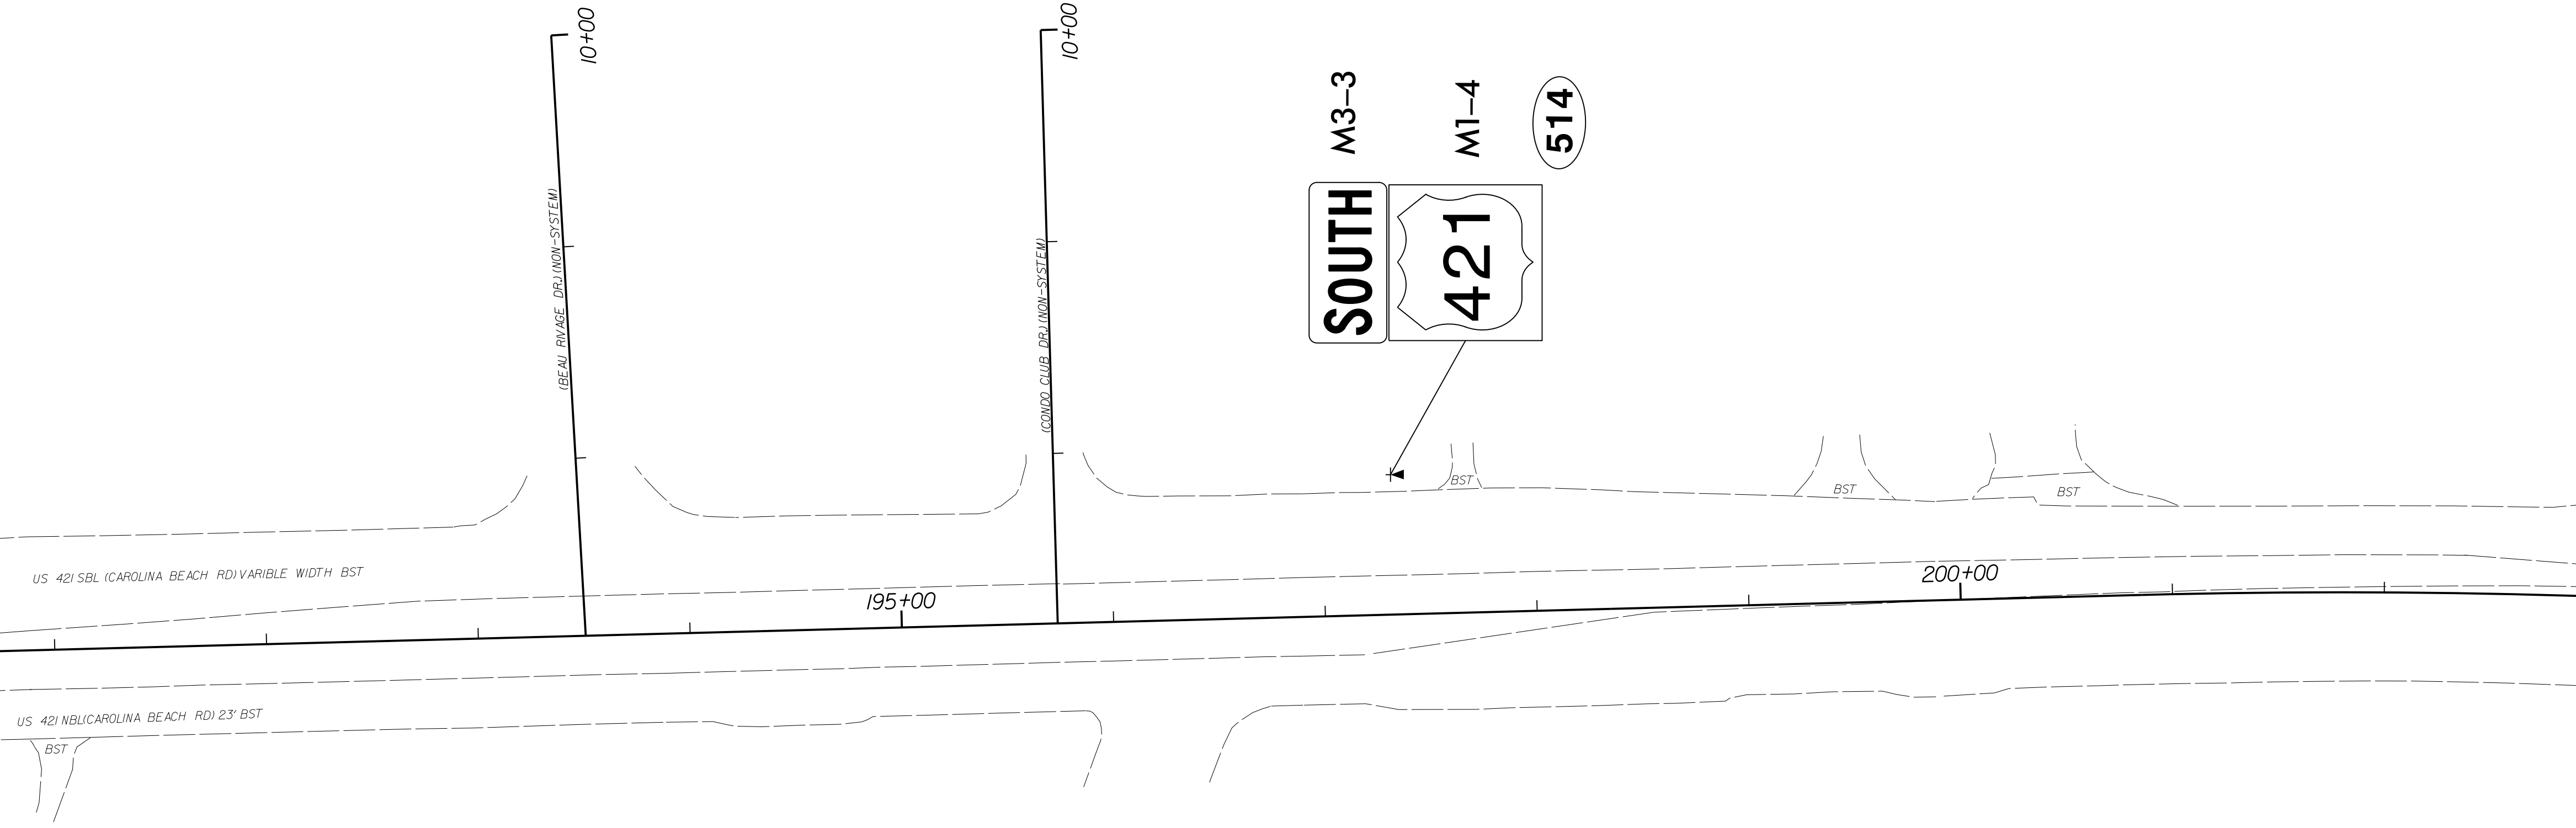 10+00
10+00
(BEAU RIVAGE DR.)(NON-SYSTEM)
(CONDO CLUB DR.)(NON-SYSTEM)
M3-3
M1-4
514
SOUTH
421
BST
BST
BST
US 421 SBL (CAROLINA BEACH RD) VARIBLE WIDTH BST
195+00
200+00
US 421 NBL(CAROLINA BEACH RD) 23' BST
BST